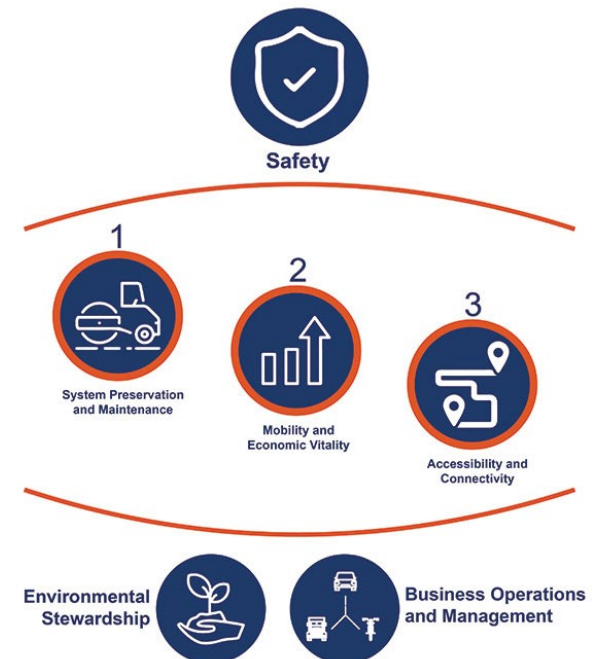 Safety
1
System Preservation
and Maintenance
2
Mobility and
Economic Vitality
3
Accessibility and
Connectivity
Environmental
Stewardship
Business Operations
and Management